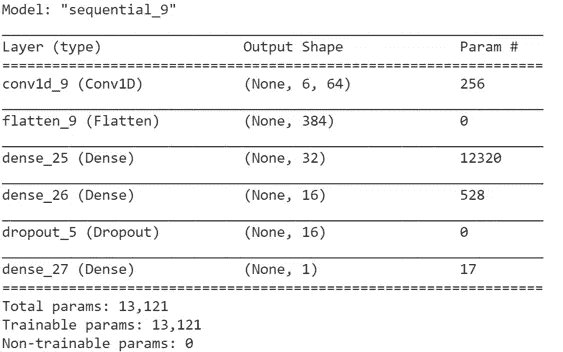 Model: "sequential_9"
Layer (type) Output Shape Param #
conv1d_9 (Conv1D) (None, 6, 64) 256
flatten_9 (Flatten) (None, 384) 0
dense_25 (Dense) (None, 32) 12320
dense_26 (Dense) (None, 16) 528
dropout_5 (Dropout) (None, 16) 0
dense_27 (Dense) (None, 1) 17
Total params: 13,121
Trainable params: 13,121
Non-trainable params: 0